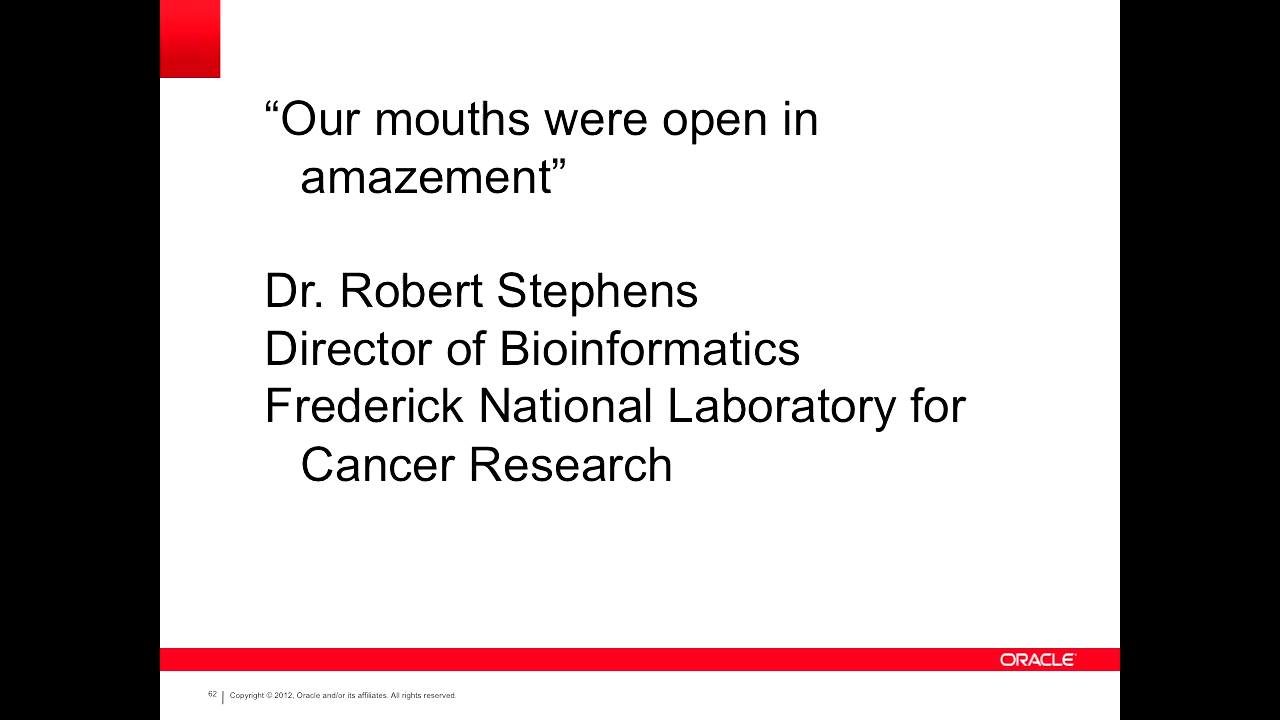 “Our mouths were open in
amazement”
Dr. Robert Stephens
Director of Bioinformatics
Frederick National Laboratory for
Cancer Research
ORACLE
62 Copyright © 2012, Oracle and/or its affiliates. All rights reserved.